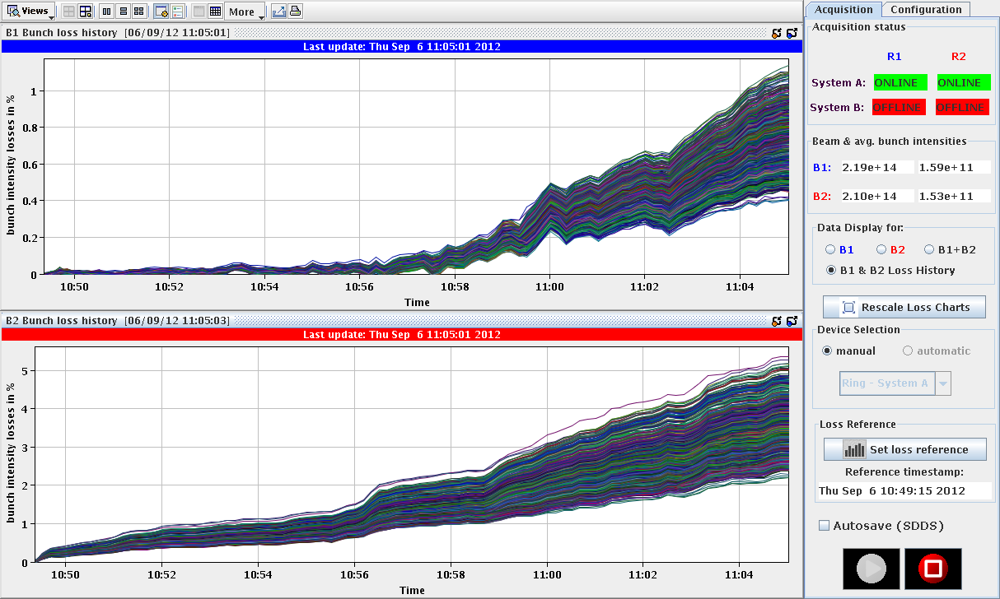 Views More
B1 Bunch loss history [06/09/12 11:05:01]
Last update: Thu Sep 6 11:05:01 2012
bunch intensity losses in %
1
0.8
0.6
0.4
0.2
0
10:50 10:52 10:54 10:56 10:58 11:00 11:02 11:04
Time
B2 Bunch loss history [06/09/12 11:05:03]
Last update: Thu Sep 6 11:05:01 2012
bunch intensity losses in %
5
4
3
2
1
0
10:50 10:52 10:54 10:56 10:58 11:00 11:02 11:04
Time
Acquisition Configuration
Acquisition status
R1 R2
System A: ONLINE ONLINE
System B: OFFLINE OFFLINE
Beam & avg. bunch intensities
B1: 2.19e+14 1.59e+11
B2: 2.10e+14 1.53e+11
Data Display for:
B1 B2 B1+B2
B1 & B2 Loss History
Rescale Loss Charts
Device Selection
manual automatic
Ring - System A
Loss Reference
Set loss reference
Reference timestamp:
Thu Sep 6 10:49:15 2012
Autosave (SDDS)